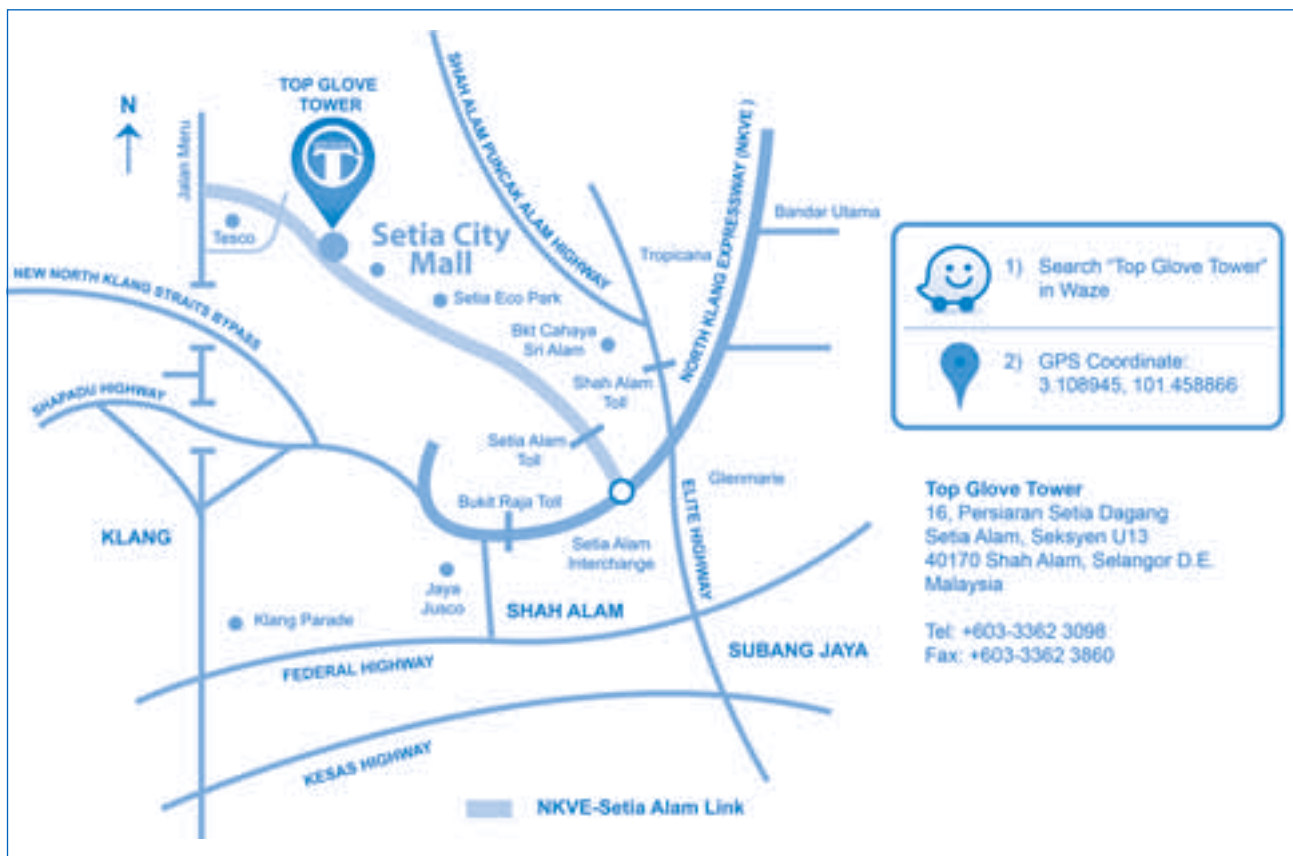 N
TOP GLOVE
TOWER
Jalan Meru
Tesco
Setia City
Mall
Setia Eco Park
SHAH ALAM PUNCAK ALAM HIGHWAY
NORTH KLANG EXPRESSWAY (NKVE )
Bandar Utama
Tropicana
NEW NORTH KLANG STRAITS BYPASS
Bkt Cahaya
Sri Alam
Shah Alam
Toll
SHAPADU HIGHWAY
Setia Alam
Toll
Glenmarie
Bukit Raja Toll
ELITE HIGHWAY
KLANG
Setia Alam
Interchange
Jaya
Jusco
SHAH ALAM
Klang Parade
SUBANG JAYA
FEDERAL HIGHWAY
KESAS HIGHWAY
NKVE-Setia Alam Link
1) Search "Top Glove Tower"
in Waze
2) GPS Coordinate:
3.108945, 101.458866
Top Glove Tower
16, Persiaran Setia Dagang
Setia Alam, Seksyen U13
40170 Shah Alam, Selangor D.E.
Malaysia
Tel: +603-3362 3098
Fax: +603-3362 3860